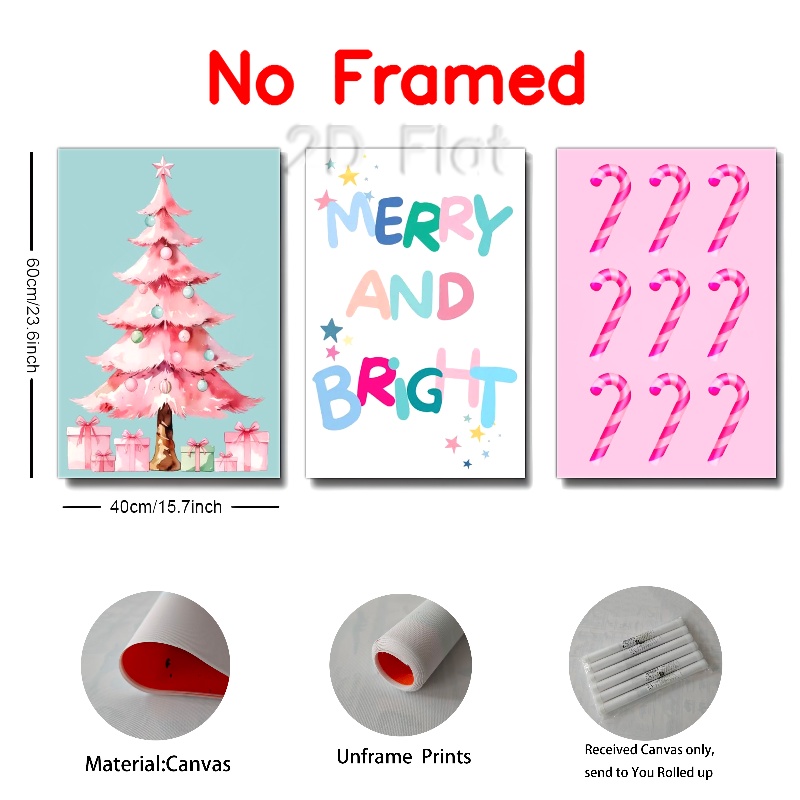 No Framed
2D Flat
60cm/23.6inch
MERRY
AND
BRiGHT
40cm/15.7inch
Material:Canvas
Unframe Prints
Received Canvas only,
send to You Rolled up